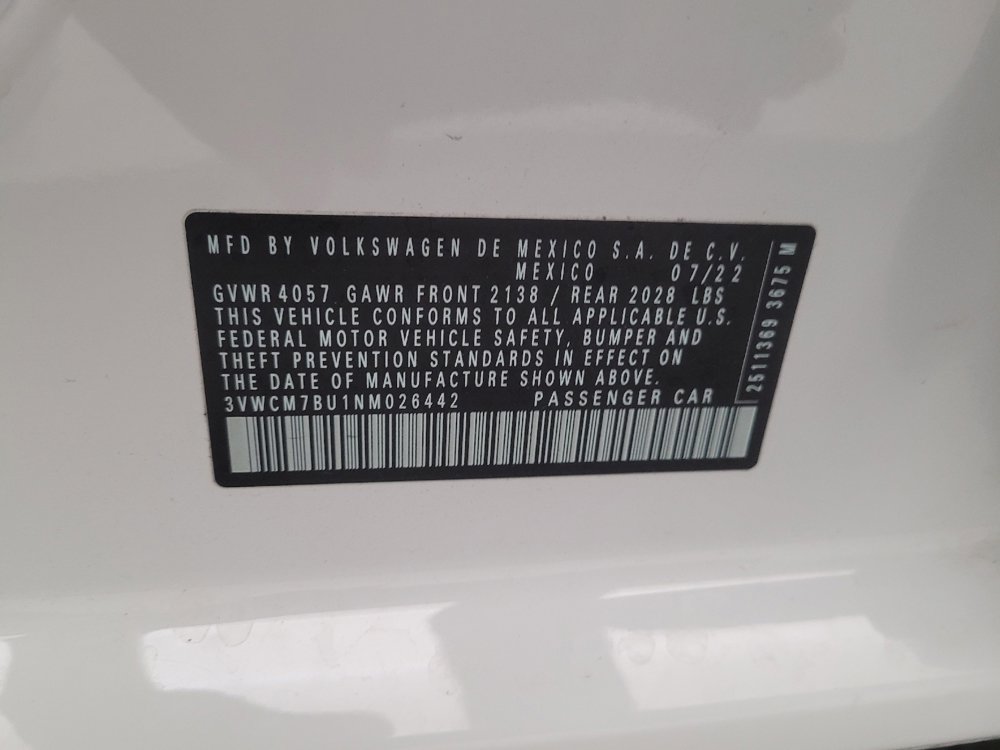 MFD BY VOLKSWAGEN DE MEXICO S.A. DE C.V.
MEXICO 07/22
GVWR 4057 GAWR FRONT 2138 / REAR 2028 LBS
THIS VEHICLE CONFORMS TO ALL APPLICABLE U.S.
FEDERAL MOTOR VEHICLE SAFETY, BUMPER AND
THEFT PREVENTION STANDARDS IN EFFECT ON
THE DATE OF MANUFACTURE SHOWN ABOVE.
3VWCM7BU1NM026442 PASSENGER CAR
2511369 3675 M